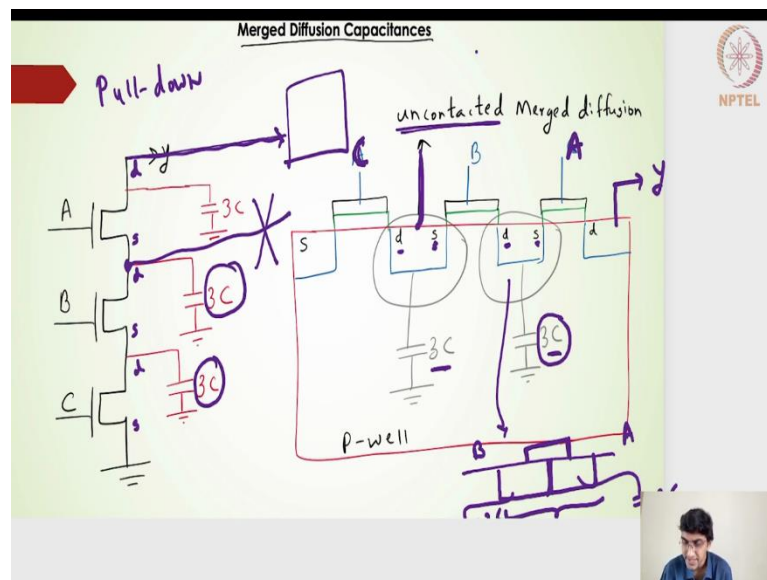 Merged Diffusion Capacitances
NPTEL
Pull-down
uncontacted Merged diffusion
d y
A
3C
s
d
3C
B
s
d
3C
C
s
C
B
A
y
s
d s
d s
d
3C
3C
P-well
B
A